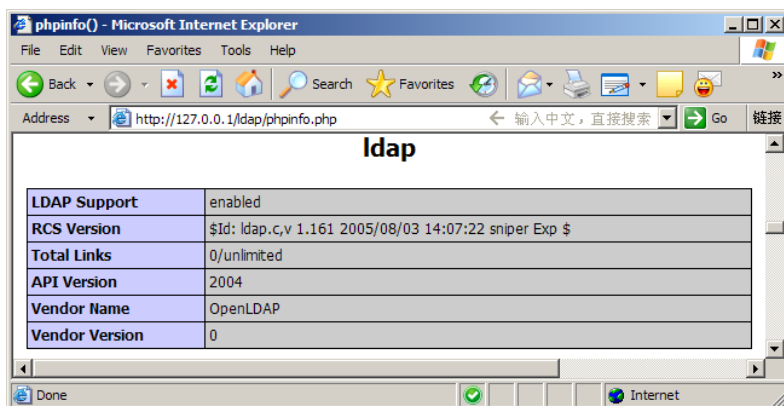 phpinfo() - Microsoft Internet Explorer
File Edit View Favorites Tools Help
Back Search Favorites »
Address http://127.0.0.1/ldap/phpinfo.php 输入中文，直接搜索 Go 链接
ldap
LDAP Support enabled
RCS Version $Id: ldap.c,v 1.161 2005/08/03 14:07:22 sniper Exp $
Total Links 0/unlimited
API Version 2004
Vendor Name OpenLDAP
Vendor Version 0
Done Internet